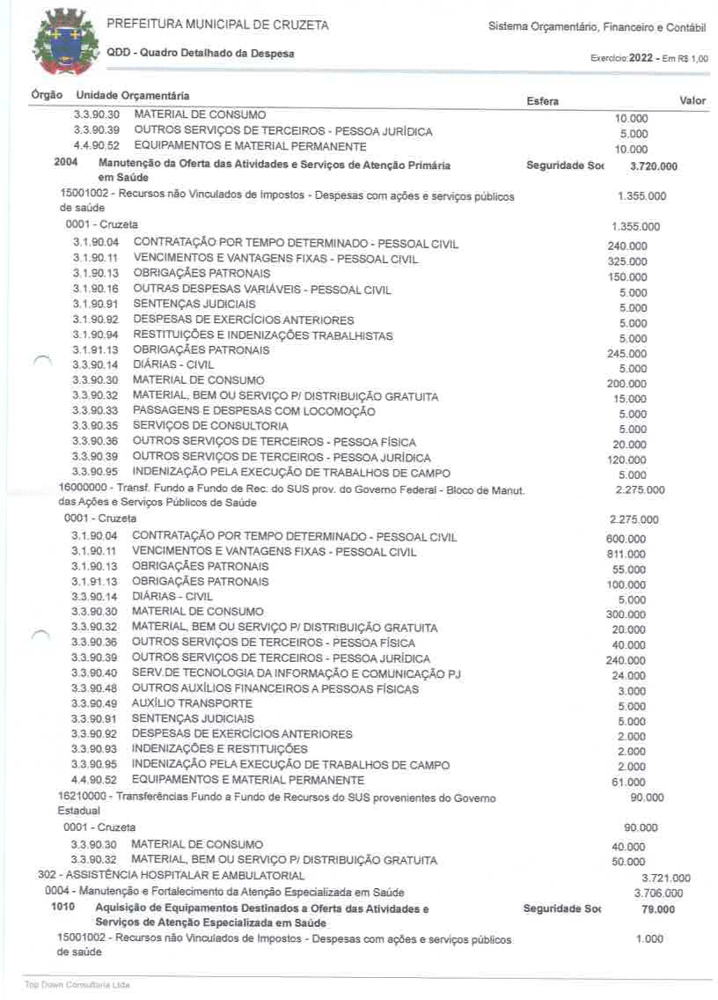 PREFEITURA MUNICIPAL DE CRUZETA
Sistema Orçamentário, Financeiro e Contábil
QDD - Quadro Detalhado da Despesa
Exercício: 2022 - Em R$ 1,00
Órgão Unidade Orçamentária Esfera Valor
3.3.90.30 MATERIAL DE CONSUMO 10.000
3.3.90.39 OUTROS SERVIÇOS DE TERCEIROS - PESSOA JURÍDICA 5.000
4.4.90.52 EQUIPAMENTOS E MATERIAL PERMANENTE 10.000
2004 Manutenção da Oferta das Atividades e Serviços de Atenção Primária Seguridade Soc 3.720.000
em Saúde
15001002 - Recursos não Vinculados de Impostos - Despesas com ações e serviços públicos 1.355.000
de saúde
0001 - Cruzeta 1.355.000
3.1.90.04 CONTRATAÇÃO POR TEMPO DETERMINADO - PESSOAL CIVIL 240.000
3.1.90.11 VENCIMENTOS E VANTAGENS FIXAS - PESSOAL CIVIL 325.000
3.1.90.13 OBRIGAÇÃES PATRONAIS 150.000
3.1.90.16 OUTRAS DESPESAS VARIÁVEIS - PESSOAL CIVIL 5.000
3.1.90.91 SENTENÇAS JUDICIAIS 5.000
3.1.90.92 DESPESAS DE EXERCÍCIOS ANTERIORES 5.000
3.1.90.94 RESTITUIÇÕES E INDENIZAÇÕES TRABALHISTAS 5.000
3.1.91.13 OBRIGAÇÃES PATRONAIS 245.000
3.3.90.14 DIÁRIAS - CIVIL 5.000
3.3.90.30 MATERIAL DE CONSUMO 200.000
3.3.90.32 MATERIAL, BEM OU SERVIÇO P/ DISTRIBUIÇÃO GRATUITA 15.000
3.3.90.33 PASSAGENS E DESPESAS COM LOCOMOÇÃO 5.000
3.3.90.35 SERVIÇOS DE CONSULTORIA 5.000
3.3.90.36 OUTROS SERVIÇOS DE TERCEIROS - PESSOA FÍSICA 20.000
3.3.90.39 OUTROS SERVIÇOS DE TERCEIROS - PESSOA JURÍDICA 120.000
3.3.90.95 INDENIZAÇÃO PELA EXECUÇÃO DE TRABALHOS DE CAMPO 5.000
16000000 - Transf. Fundo a Fundo de Rec. do SUS prov. do Governo Federal - Bloco de Manut. 2.275.000
das Ações e Serviços Públicos de Saúde
0001 - Cruzeta 2.275.000
3.1.90.04 CONTRATAÇÃO POR TEMPO DETERMINADO - PESSOAL CIVIL 600.000
3.1.90.11 VENCIMENTOS E VANTAGENS FIXAS - PESSOAL CIVIL 811.000
3.1.90.13 OBRIGAÇÃES PATRONAIS 55.000
3.1.91.13 OBRIGAÇÃES PATRONAIS 100.000
3.3.90.14 DIÁRIAS - CIVIL 5.000
3.3.90.30 MATERIAL DE CONSUMO 300.000
3.3.90.32 MATERIAL, BEM OU SERVIÇO P/ DISTRIBUIÇÃO GRATUITA 20.000
3.3.90.36 OUTROS SERVIÇOS DE TERCEIROS - PESSOA FÍSICA 40.000
3.3.90.39 OUTROS SERVIÇOS DE TERCEIROS - PESSOA JURÍDICA 240.000
3.3.90.40 SERV.DE TECNOLOGIA DA INFORMAÇÃO E COMUNICAÇÃO PJ 24.000
3.3.90.48 OUTROS AUXÍLIOS FINANCEIROS A PESSOAS FÍSICAS 3.000
3.3.90.49 AUXÍLIO TRANSPORTE 5.000
3.3.90.91 SENTENÇAS JUDICIAIS 5.000
3.3.90.92 DESPESAS DE EXERCÍCIOS ANTERIORES 2.000
3.3.90.93 INDENIZAÇÕES E RESTITUIÇÕES 2.000
3.3.90.95 INDENIZAÇÃO PELA EXECUÇÃO DE TRABALHOS DE CAMPO 2.000
4.4.90.52 EQUIPAMENTOS E MATERIAL PERMANENTE 61.000
16210000 - Transferências Fundo a Fundo de Recursos do SUS provenientes do Governo 90.000
Estadual
0001 - Cruzeta 90.000
3.3.90.30 MATERIAL DE CONSUMO 40.000
3.3.90.32 MATERIAL, BEM OU SERVIÇO P/ DISTRIBUIÇÃO GRATUITA 50.000
302 - ASSISTÊNCIA HOSPITALAR E AMBULATORIAL 3.721.000
0004 - Manutenção e Fortalecimento da Atenção Especializada em Saúde 3.706.000
1010 Aquisição de Equipamentos Destinados a Oferta das Atividades e Seguridade Soc 79.000
Serviços de Atenção Especializada em Saúde
15001002 - Recursos não Vinculados de Impostos - Despesas com ações e serviços públicos 1.000
de saúde
Top Down Consultoria Ltda